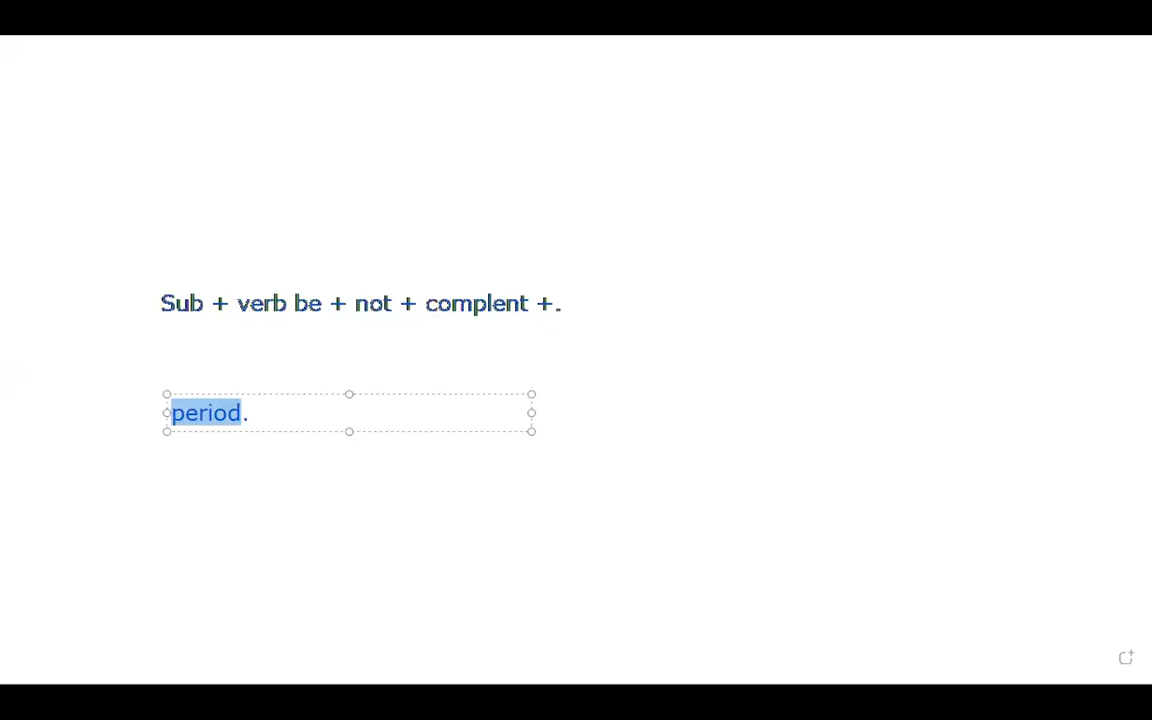 Sub + verb be + not + complent +.
period.